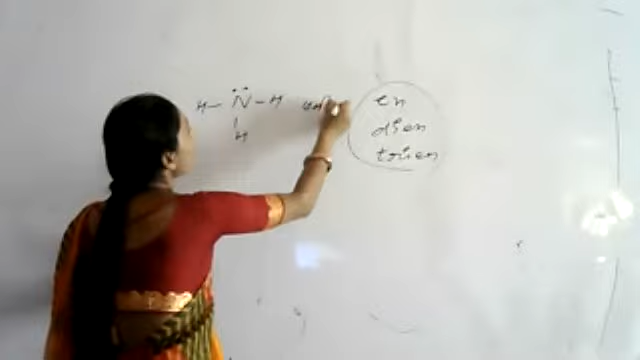 H — N̈ — H
|
H
en
dien
trien